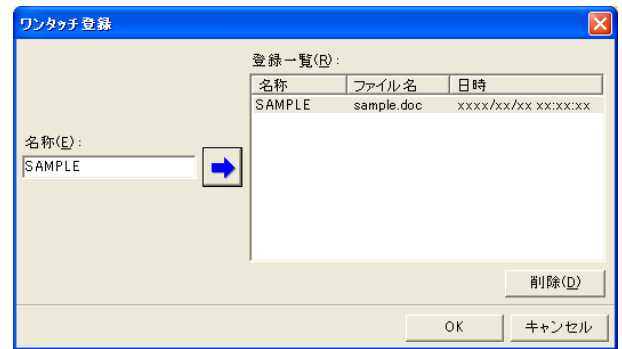 ワンタッチ登録
登録一覧(R):
名称 ファイル名 日時
SAMPLE sample.doc xxxx/xx/xx xx:xx:xx
名称(E):
SAMPLE
削除(D)
OK キャンセル